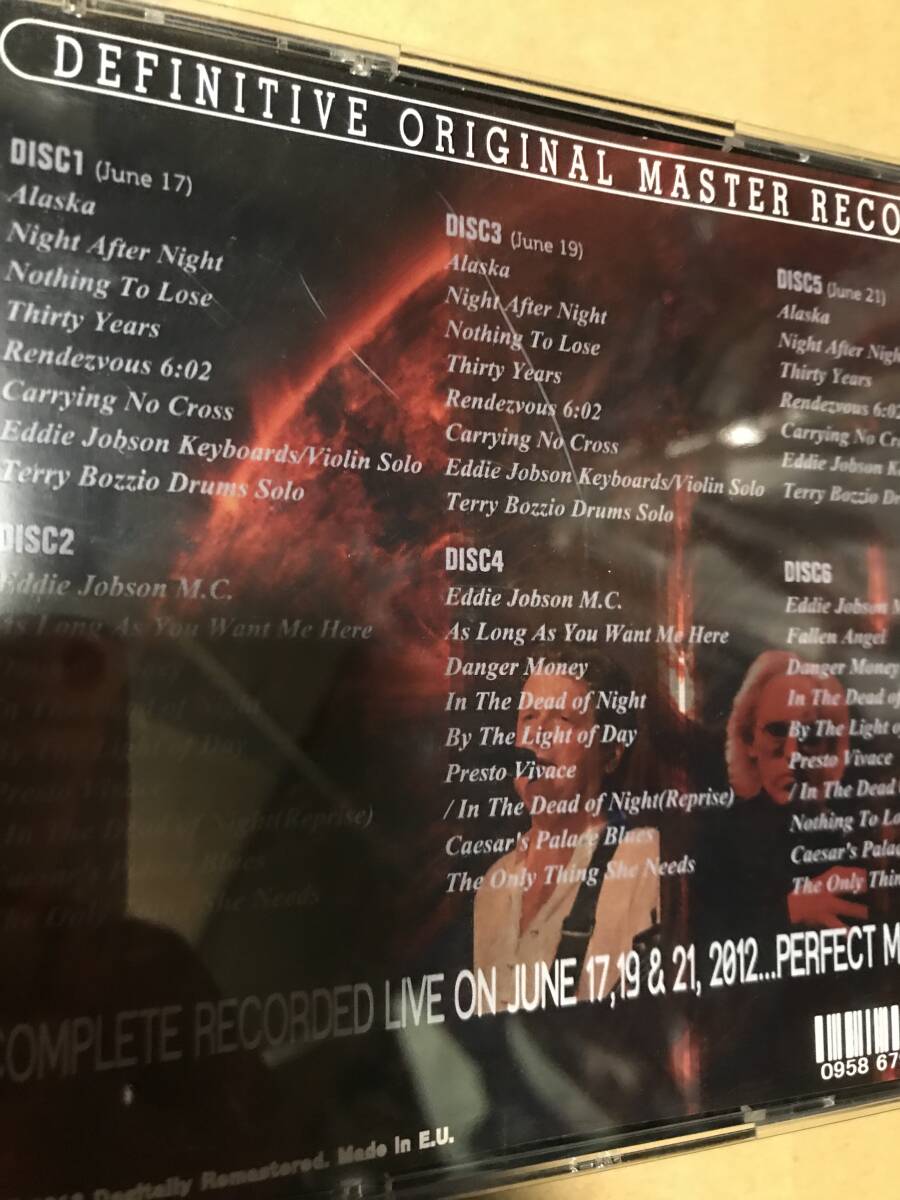 DEFINITIVE ORIGINAL MASTER RECO
DISC1 (June 17)
Alaska
Night After Night
Nothing To Lose
Thirty Years
Rendezvous 6:02
Carrying No Cross
Eddie Jobson Keyboards/Violin Solo
Terry Bozzio Drums Solo
DISC2
Eddie Jobson M.C.
As Long As You Want Me Here
Day
Night(Reprise)
Blues
She Needs
DISC3 (June 19)
Alaska
Night After Night
Nothing To Lose
Thirty Years
Rendezvous 6:02
Carrying No Cross
Eddie Jobson Keyboards/Violin Solo
Terry Bozzio Drums Solo
DISC4
Eddie Jobson M.C.
As Long As You Want Me Here
Danger Money
In The Dead of Night
By The Light of Day
Presto Vivace
/ In The Dead of Night(Reprise)
Caesar's Palace Blues
The Only Thing She Needs
DISC5 (June 21)
Alaska
Night After Nigh
Thirty Years
Rendezvous 6:02
Carrying No Cro
Eddie Jobson K
Terry Bozzio Dr
DISC6
Eddie Jobson M
Fallen Angel
Danger Money
In The Dead of
By The Light o
Presto Vivace
/ In The Dead
Nothing To Lo
Caesar's Palac
The Only Thin
COMPLETE RECORDED LIVE ON JUNE 17,19 & 21, 2012...PERFECT M
0958 67
Digitally Remastered. Made In E.U.